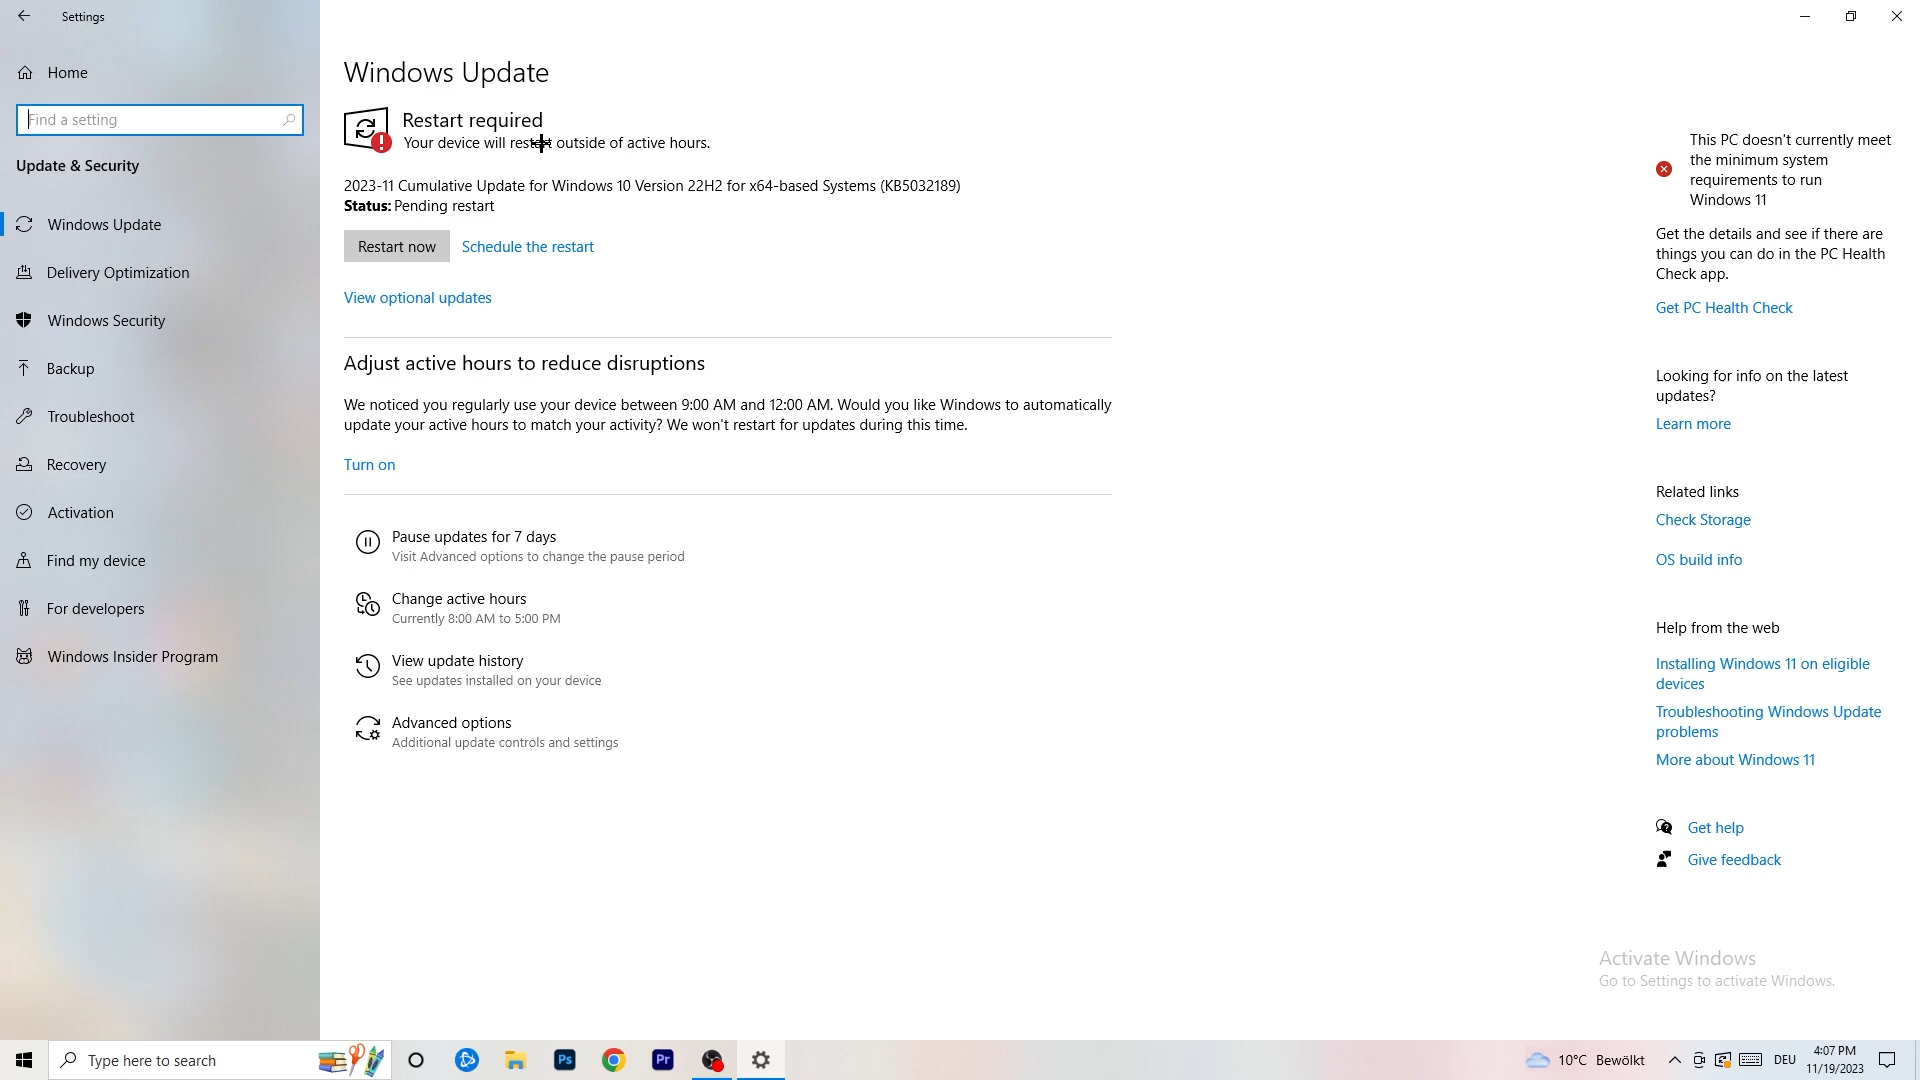 Settings
Home
Find a setting
Update & Security
Windows Update
Delivery Optimization
Windows Security
Backup
Troubleshoot
Recovery
Activation
Find my device
For developers
Windows Insider Program
Windows Update
Restart required
Your device will restart outside of active hours.
2023-11 Cumulative Update for Windows 10 Version 22H2 for x64-based Systems (KB5032189)
Status: Pending restart
Restart now
Schedule the restart
View optional updates
Adjust active hours to reduce disruptions
We noticed you regularly use your device between 9:00 AM and 12:00 AM. Would you like Windows to automatically
update your active hours to match your activity? We won't restart for updates during this time.
Turn on
Pause updates for 7 days
Visit Advanced options to change the pause period
Change active hours
Currently 8:00 AM to 5:00 PM
View update history
See updates installed on your device
Advanced options
Additional update controls and settings
This PC doesn't currently meet
the minimum system
requirements to run
Windows 11
Get the details and see if there are
things you can do in the PC Health
Check app.
Get PC Health Check
Looking for info on the latest
updates?
Learn more
Related links
Check Storage
OS build info
Help from the web
Installing Windows 11 on eligible
devices
Troubleshooting Windows Update
problems
More about Windows 11
Get help
Give feedback
Activate Windows
Go to Settings to activate Windows.
Type here to search
Ps
Pr
10°C Bewölkt
DEU
4:07 PM
11/19/2023